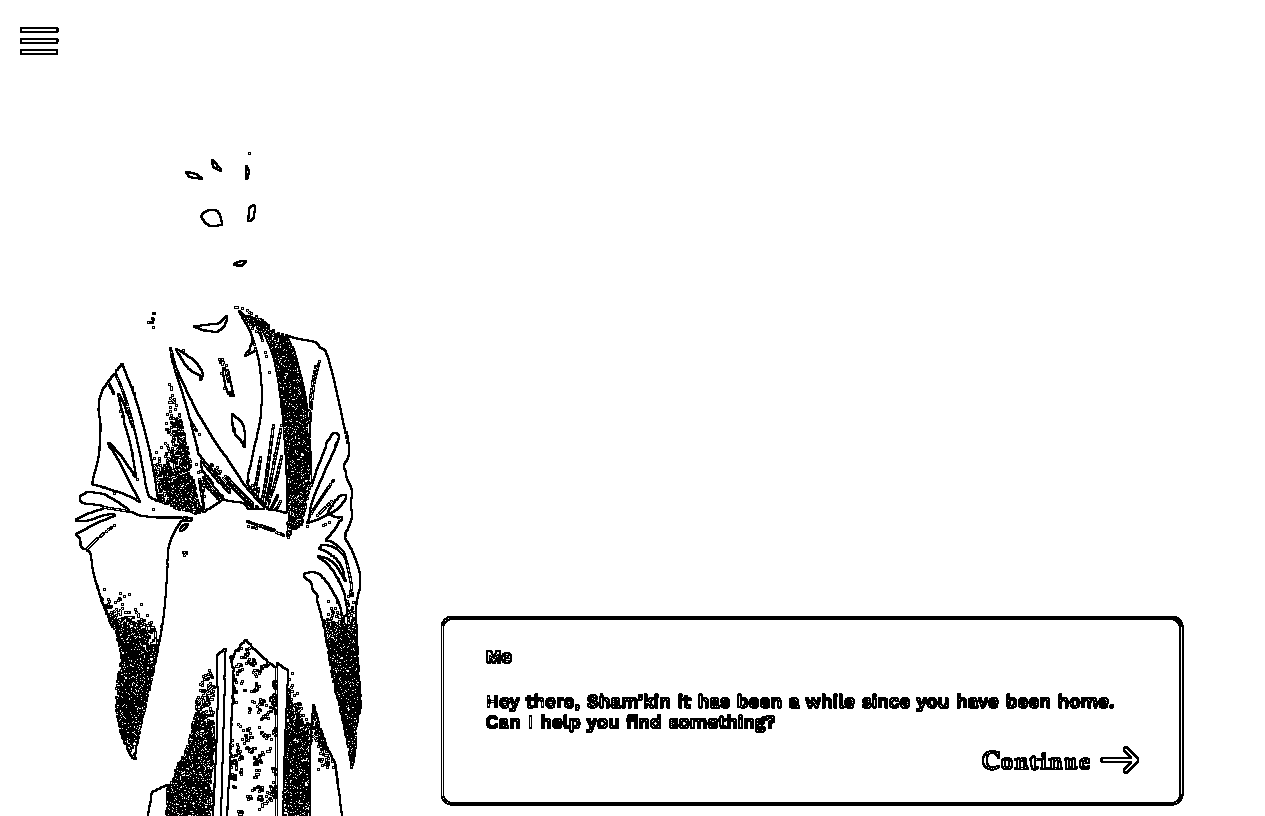 Me
Hey there, Sham'kin it has been a while since you have been home.
Can I help you find something?
Continue